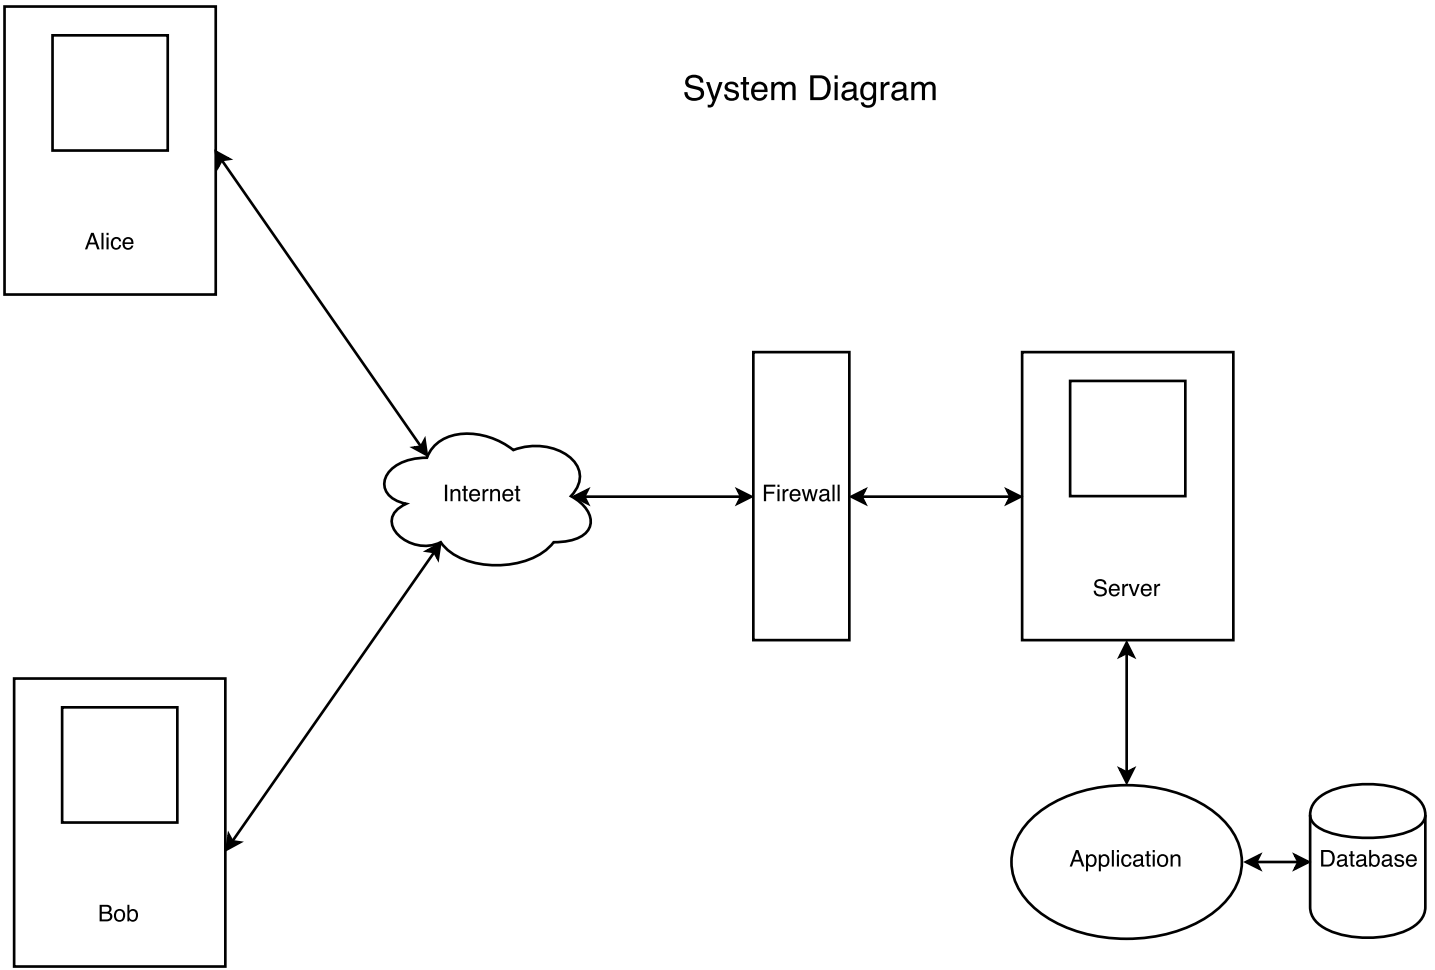 System Diagram
Alice
Internet
Firewall
Server
Application
Database
Bob